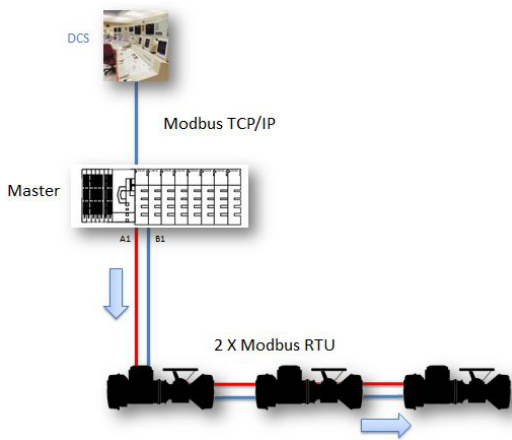 DCS
Modbus TCP/IP
Master
A1
B1
2 X Modbus RTU